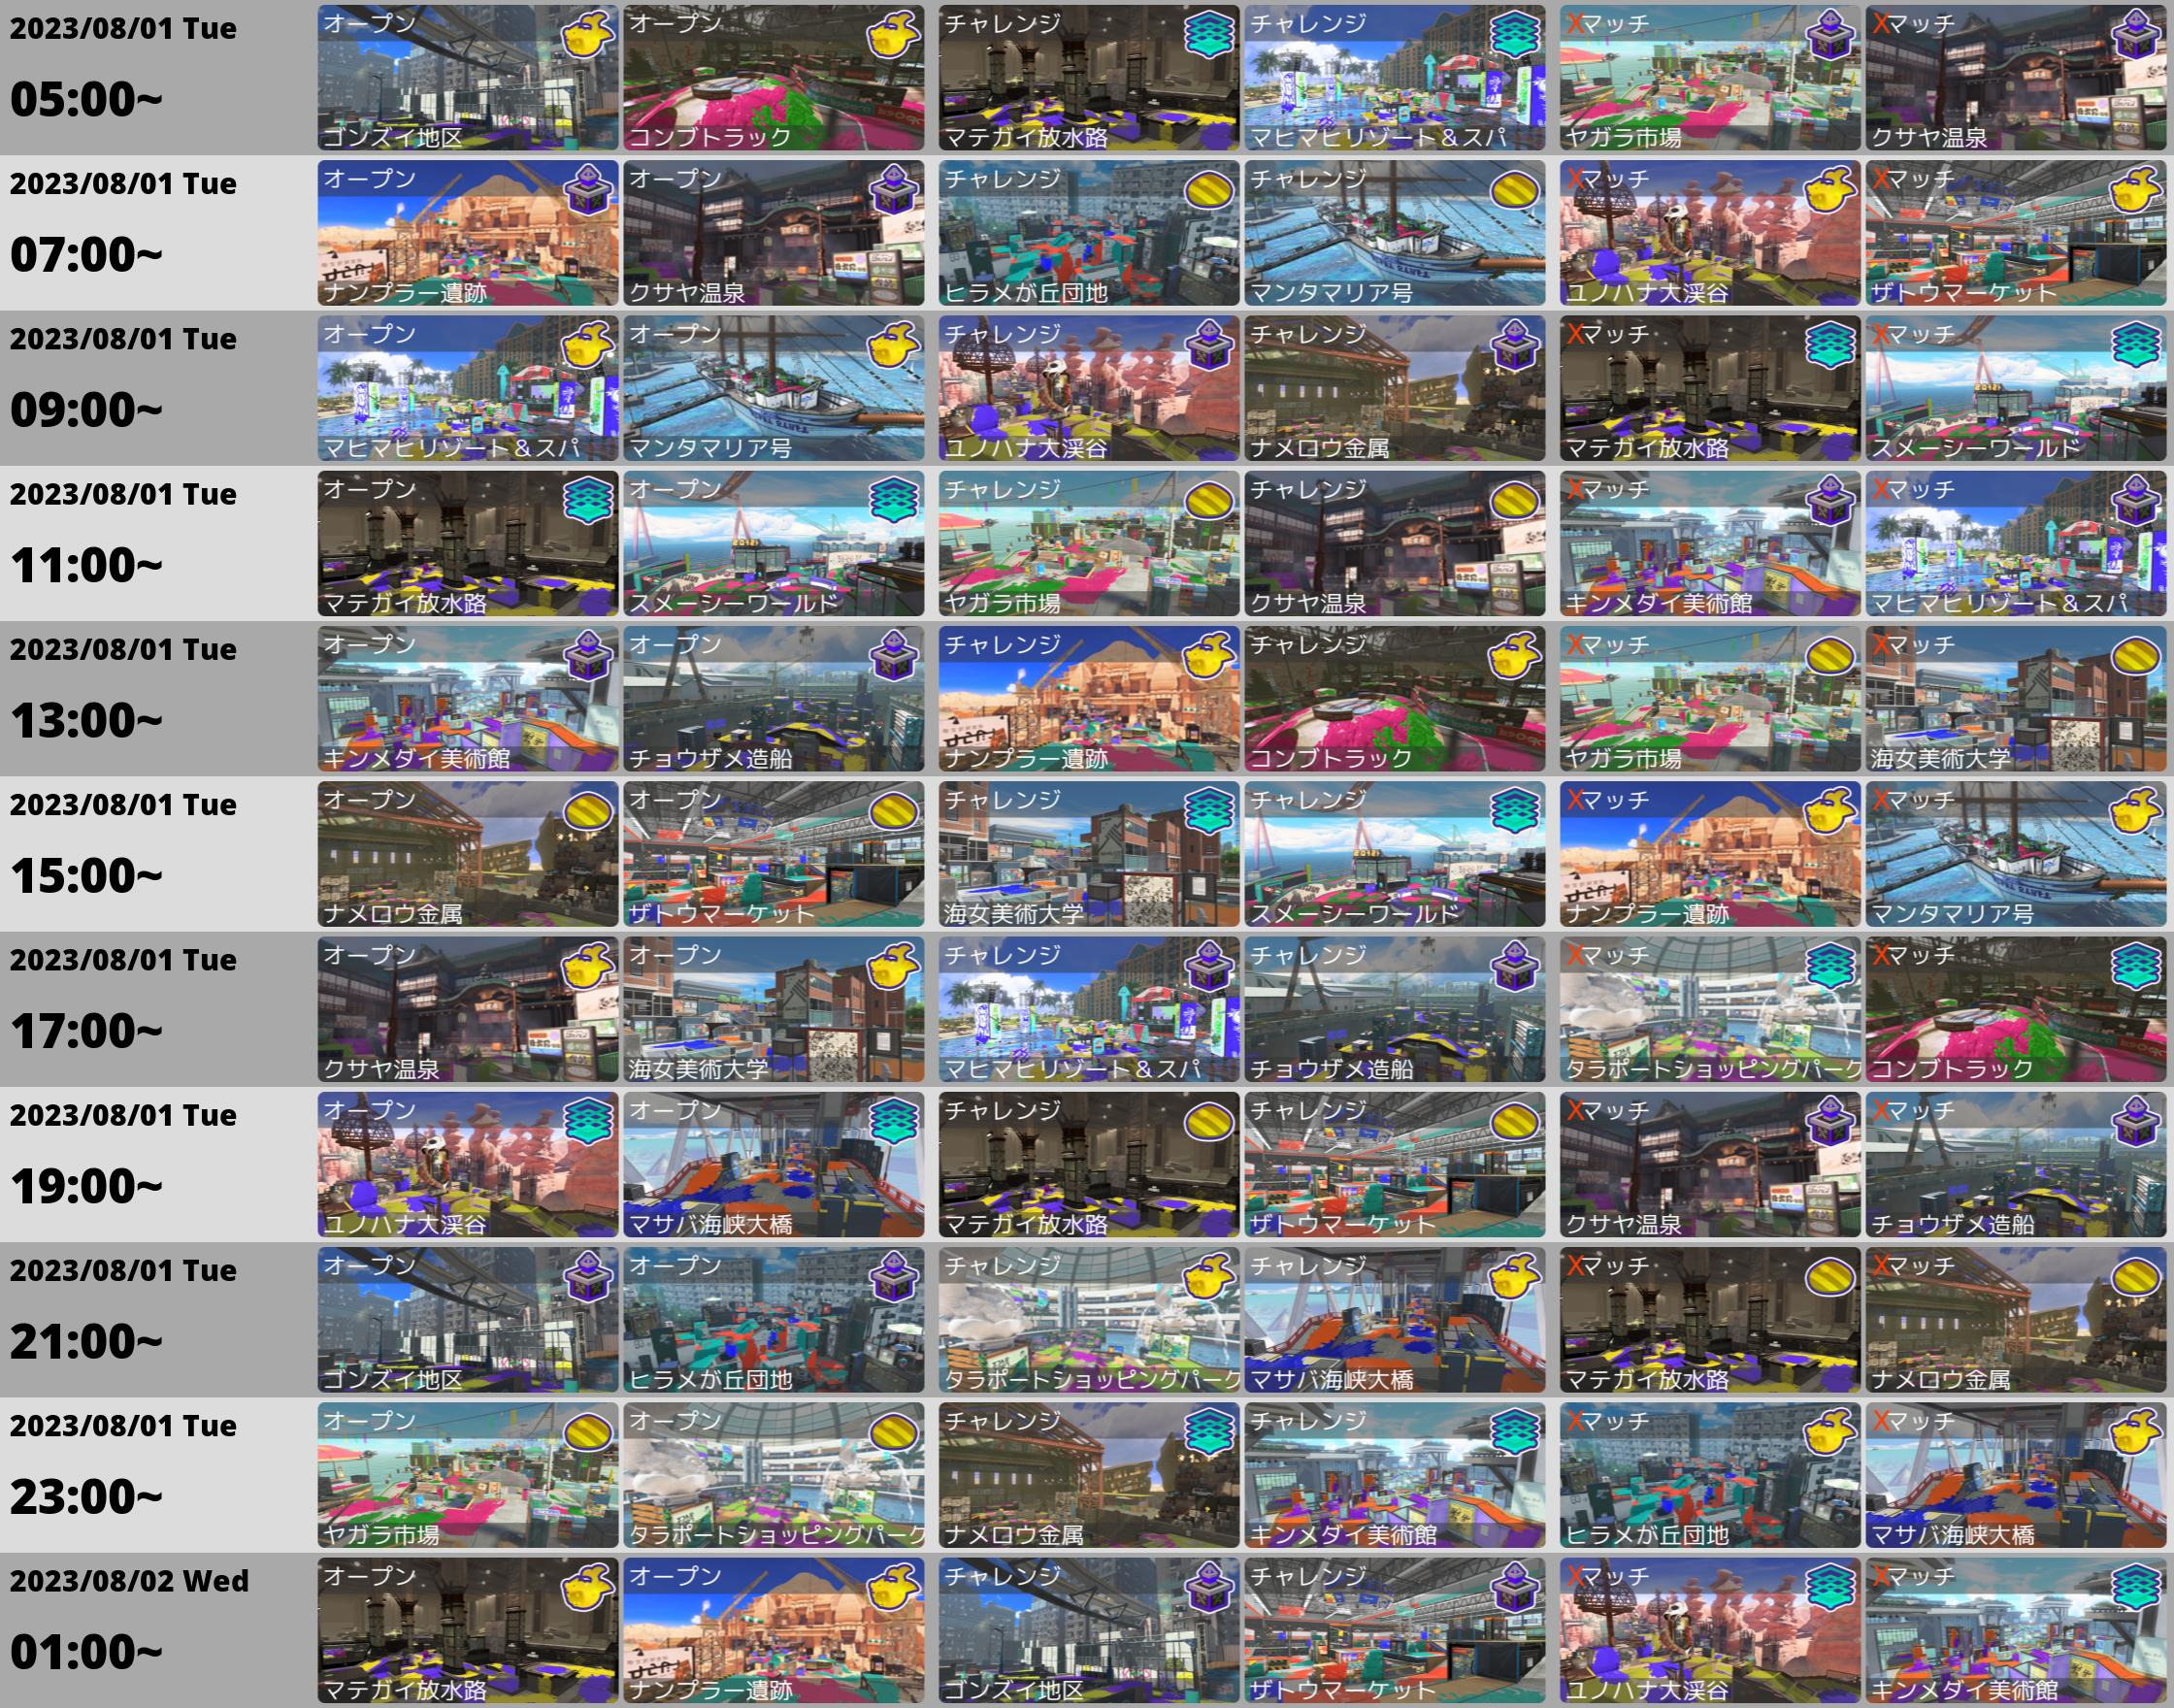 2023/08/01 Tue
05:00~
オープン
ゴンズイ地区
オープン
コンブトラック
チャレンジ
マテガイ放水路
チャレンジ
マヒマヒリゾート＆スパ
Xマッチ
ヤガラ市場
Xマッチ
クサヤ温泉
2023/08/01 Tue
07:00~
オープン
ナンプラー遺跡
オープン
クサヤ温泉
チャレンジ
ヒラメが丘団地
チャレンジ
マンタマリア号
Xマッチ
ユノハナ大渓谷
Xマッチ
ザトウマーケット
2023/08/01 Tue
09:00~
オープン
マヒマヒリゾート＆スパ
オープン
マンタマリア号
チャレンジ
ユノハナ大渓谷
チャレンジ
ナメロウ金属
Xマッチ
マテガイ放水路
Xマッチ
スメーシーワールド
2023/08/01 Tue
11:00~
オープン
マテガイ放水路
オープン
スメーシーワールド
チャレンジ
ヤガラ市場
チャレンジ
クサヤ温泉
Xマッチ
キンメダイ美術館
Xマッチ
マヒマヒリゾート＆スパ
2023/08/01 Tue
13:00~
オープン
キンメダイ美術館
オープン
チョウザメ造船
チャレンジ
ナンプラー遺跡
チャレンジ
コンブトラック
Xマッチ
ヤガラ市場
Xマッチ
海女美術大学
2023/08/01 Tue
15:00~
オープン
ナメロウ金属
オープン
ザトウマーケット
チャレンジ
海女美術大学
チャレンジ
スメーシーワールド
Xマッチ
ナンプラー遺跡
Xマッチ
マンタマリア号
2023/08/01 Tue
17:00~
オープン
クサヤ温泉
オープン
海女美術大学
チャレンジ
マヒマヒリゾート＆スパ
チャレンジ
チョウザメ造船
Xマッチ
タラポートショッピングパーク
Xマッチ
コンブトラック
2023/08/01 Tue
19:00~
オープン
ユノハナ大渓谷
オープン
マサバ海峡大橋
チャレンジ
マテガイ放水路
チャレンジ
ザトウマーケット
Xマッチ
クサヤ温泉
Xマッチ
チョウザメ造船
2023/08/01 Tue
21:00~
オープン
ゴンズイ地区
オープン
ヒラメが丘団地
チャレンジ
タラポートショッピングパーク
チャレンジ
マサバ海峡大橋
Xマッチ
マテガイ放水路
Xマッチ
ナメロウ金属
2023/08/01 Tue
23:00~
オープン
ヤガラ市場
オープン
タラポートショッピングパーク
チャレンジ
ナメロウ金属
チャレンジ
キンメダイ美術館
Xマッチ
ヒラメが丘団地
Xマッチ
マサバ海峡大橋
2023/08/02 Wed
01:00~
オープン
マテガイ放水路
オープン
ナンプラー遺跡
チャレンジ
ゴンズイ地区
チャレンジ
ザトウマーケット
Xマッチ
ユノハナ大渓谷
Xマッチ
キンメダイ美術館